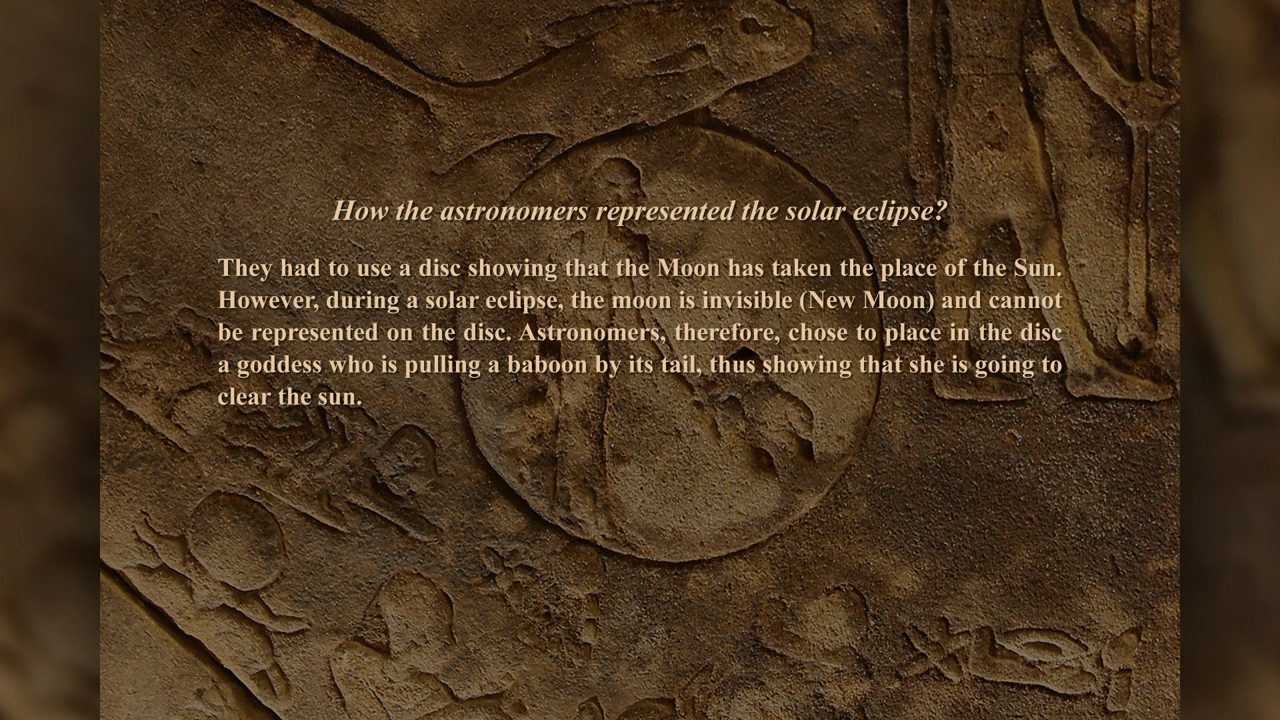 How the astronomers represented the solar eclipse?
They had to use a disc showing that the Moon has taken the place of the Sun.
However, during a solar eclipse, the moon is invisible (New Moon) and cannot
be represented on the disc. Astronomers, therefore, chose to place in the disc
a goddess who is pulling a baboon by its tail, thus showing that she is going to
clear the sun.